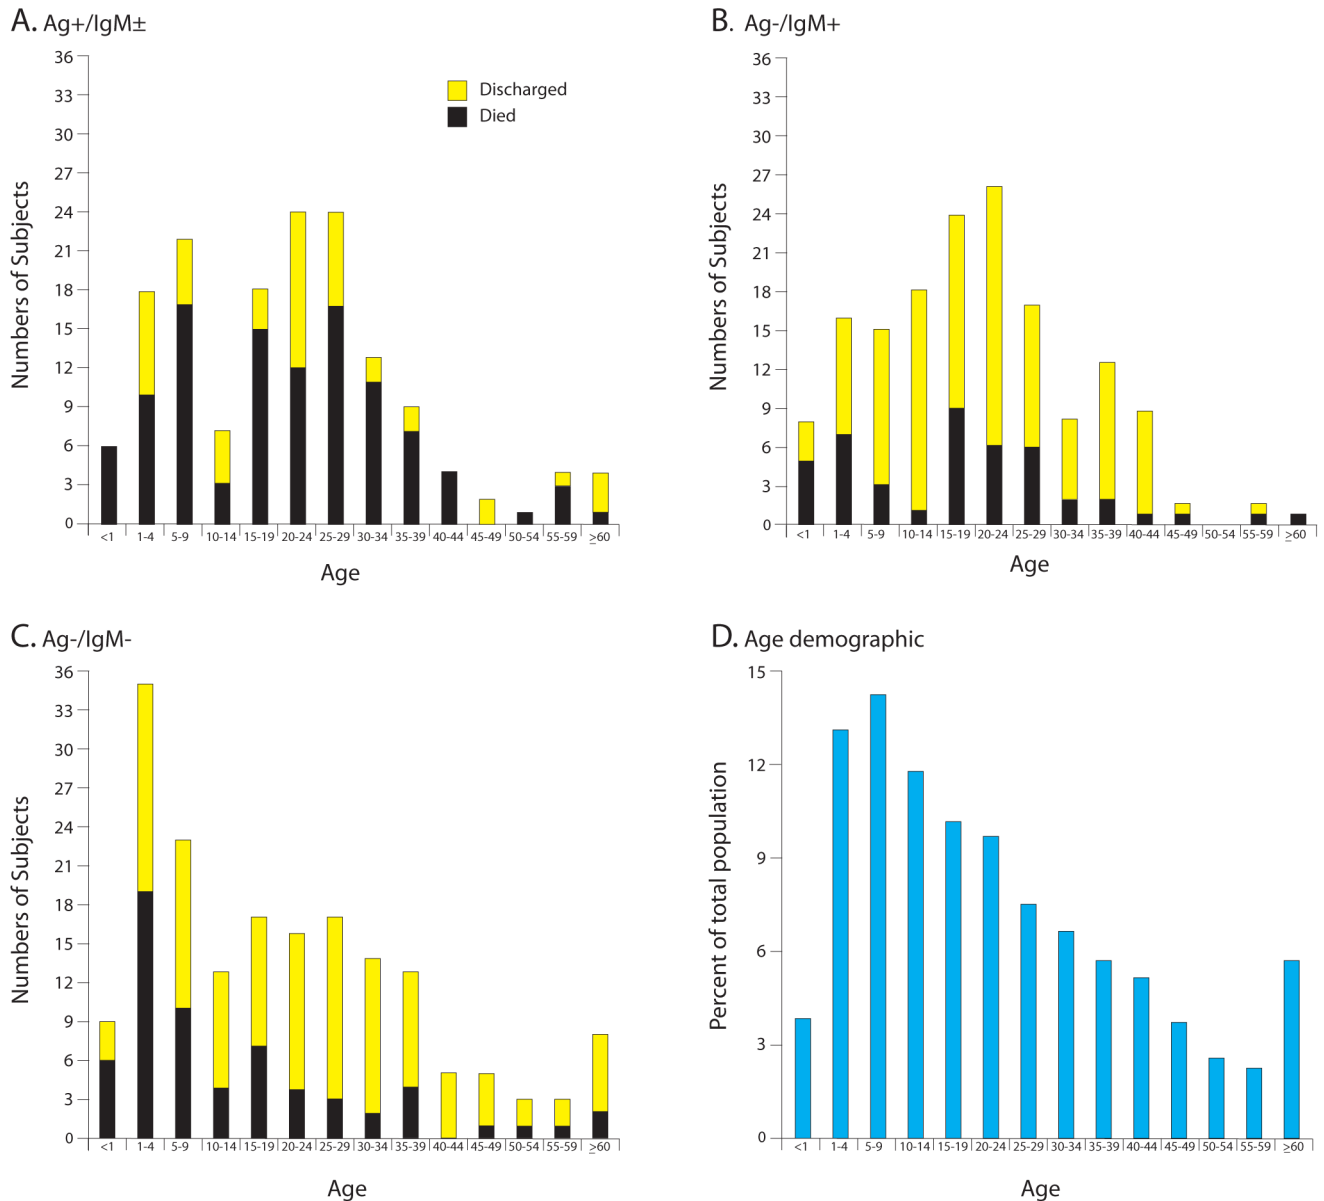 A. Ag+/IgM±
36
33
30
27
24
21
18
15
12
9
6
3
0
Numbers of Subjects
Discharged
Died
<1 1-4 5-9 10-14 15-19 20-24 25-29 30-34 35-39 40-44 45-49 50-54 55-59 ≥60
Age
B. Ag-/IgM+
36
33
30
27
24
21
18
15
12
9
6
3
0
Numbers of Subjects
<1 1-4 5-9 10-14 15-19 20-24 25-29 30-34 35-39 40-44 45-49 50-54 55-59 ≥60
Age
C. Ag-/IgM-
36
33
30
27
24
21
18
15
12
9
6
3
0
Numbers of Subjects
<1 1-4 5-9 10-14 15-19 20-24 25-29 30-34 35-39 40-44 45-49 50-54 55-59 ≥60
Age
D. Age demographic
15
12
9
6
3
0
Percent of total population
<1 1-4 5-9 10-14 15-19 20-24 25-29 30-34 35-39 40-44 45-49 50-54 55-59 ≥60
Age